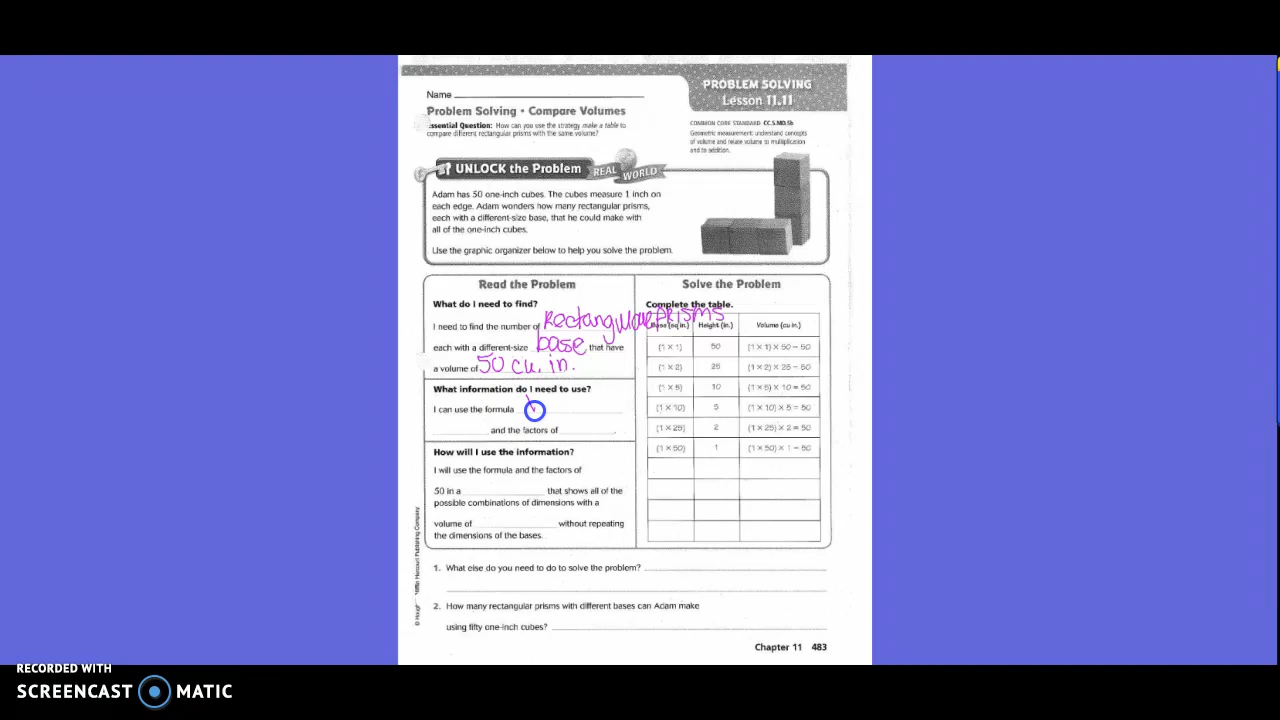 PROBLEM SOLVING
Lesson 11.11
Name
Problem Solving • Compare Volumes
Essential Question: How can you use the strategy make a table to
compare different rectangular prisms with the same volume?
COMMON CORE STANDARD CC.5.MD.5b
Geometric measurement: understand concepts
of volume and relate volume to multiplication
and to addition.
UNLOCK the Problem REAL WORLD
Adam has 50 one-inch cubes. The cubes measure 1 inch on
each edge. Adam wonders how many rectangular prisms,
each with a different-size base, that he could make with
all of the one-inch cubes.
Use the graphic organizer below to help you solve the problem.
Read the Problem
What do I need to find?
I need to find the number of Rectangular Prisms
each with a different-size base that have
a volume of 50 cu. in.
What information do I need to use?
I can use the formula
and the factors of .
How will I use the information?
I will use the formula and the factors of
50 in a that shows all of the
possible combinations of dimensions with a
volume of without repeating
the dimensions of the bases.
Solve the Problem
Complete the table.
Base (sq in.) Height (in.) Volume (cu in.)
(1 × 1) 50 (1 × 1) × 50 = 50
(1 × 2) 25 (1 × 2) × 25 = 50
(1 × 5) 10 (1 × 5) × 10 = 50
(1 × 10) 5 (1 × 10) × 5 = 50
(1 × 25) 2 (1 × 25) × 2 = 50
(1 × 50) 1 (1 × 50) × 1 = 50
1. What else do you need to do to solve the problem?
2. How many rectangular prisms with different bases can Adam make
using fifty one-inch cubes?
Chapter 11 483
Mifflin Harcourt Publishing Company
RECORDED WITH
SCREENCAST MATIC